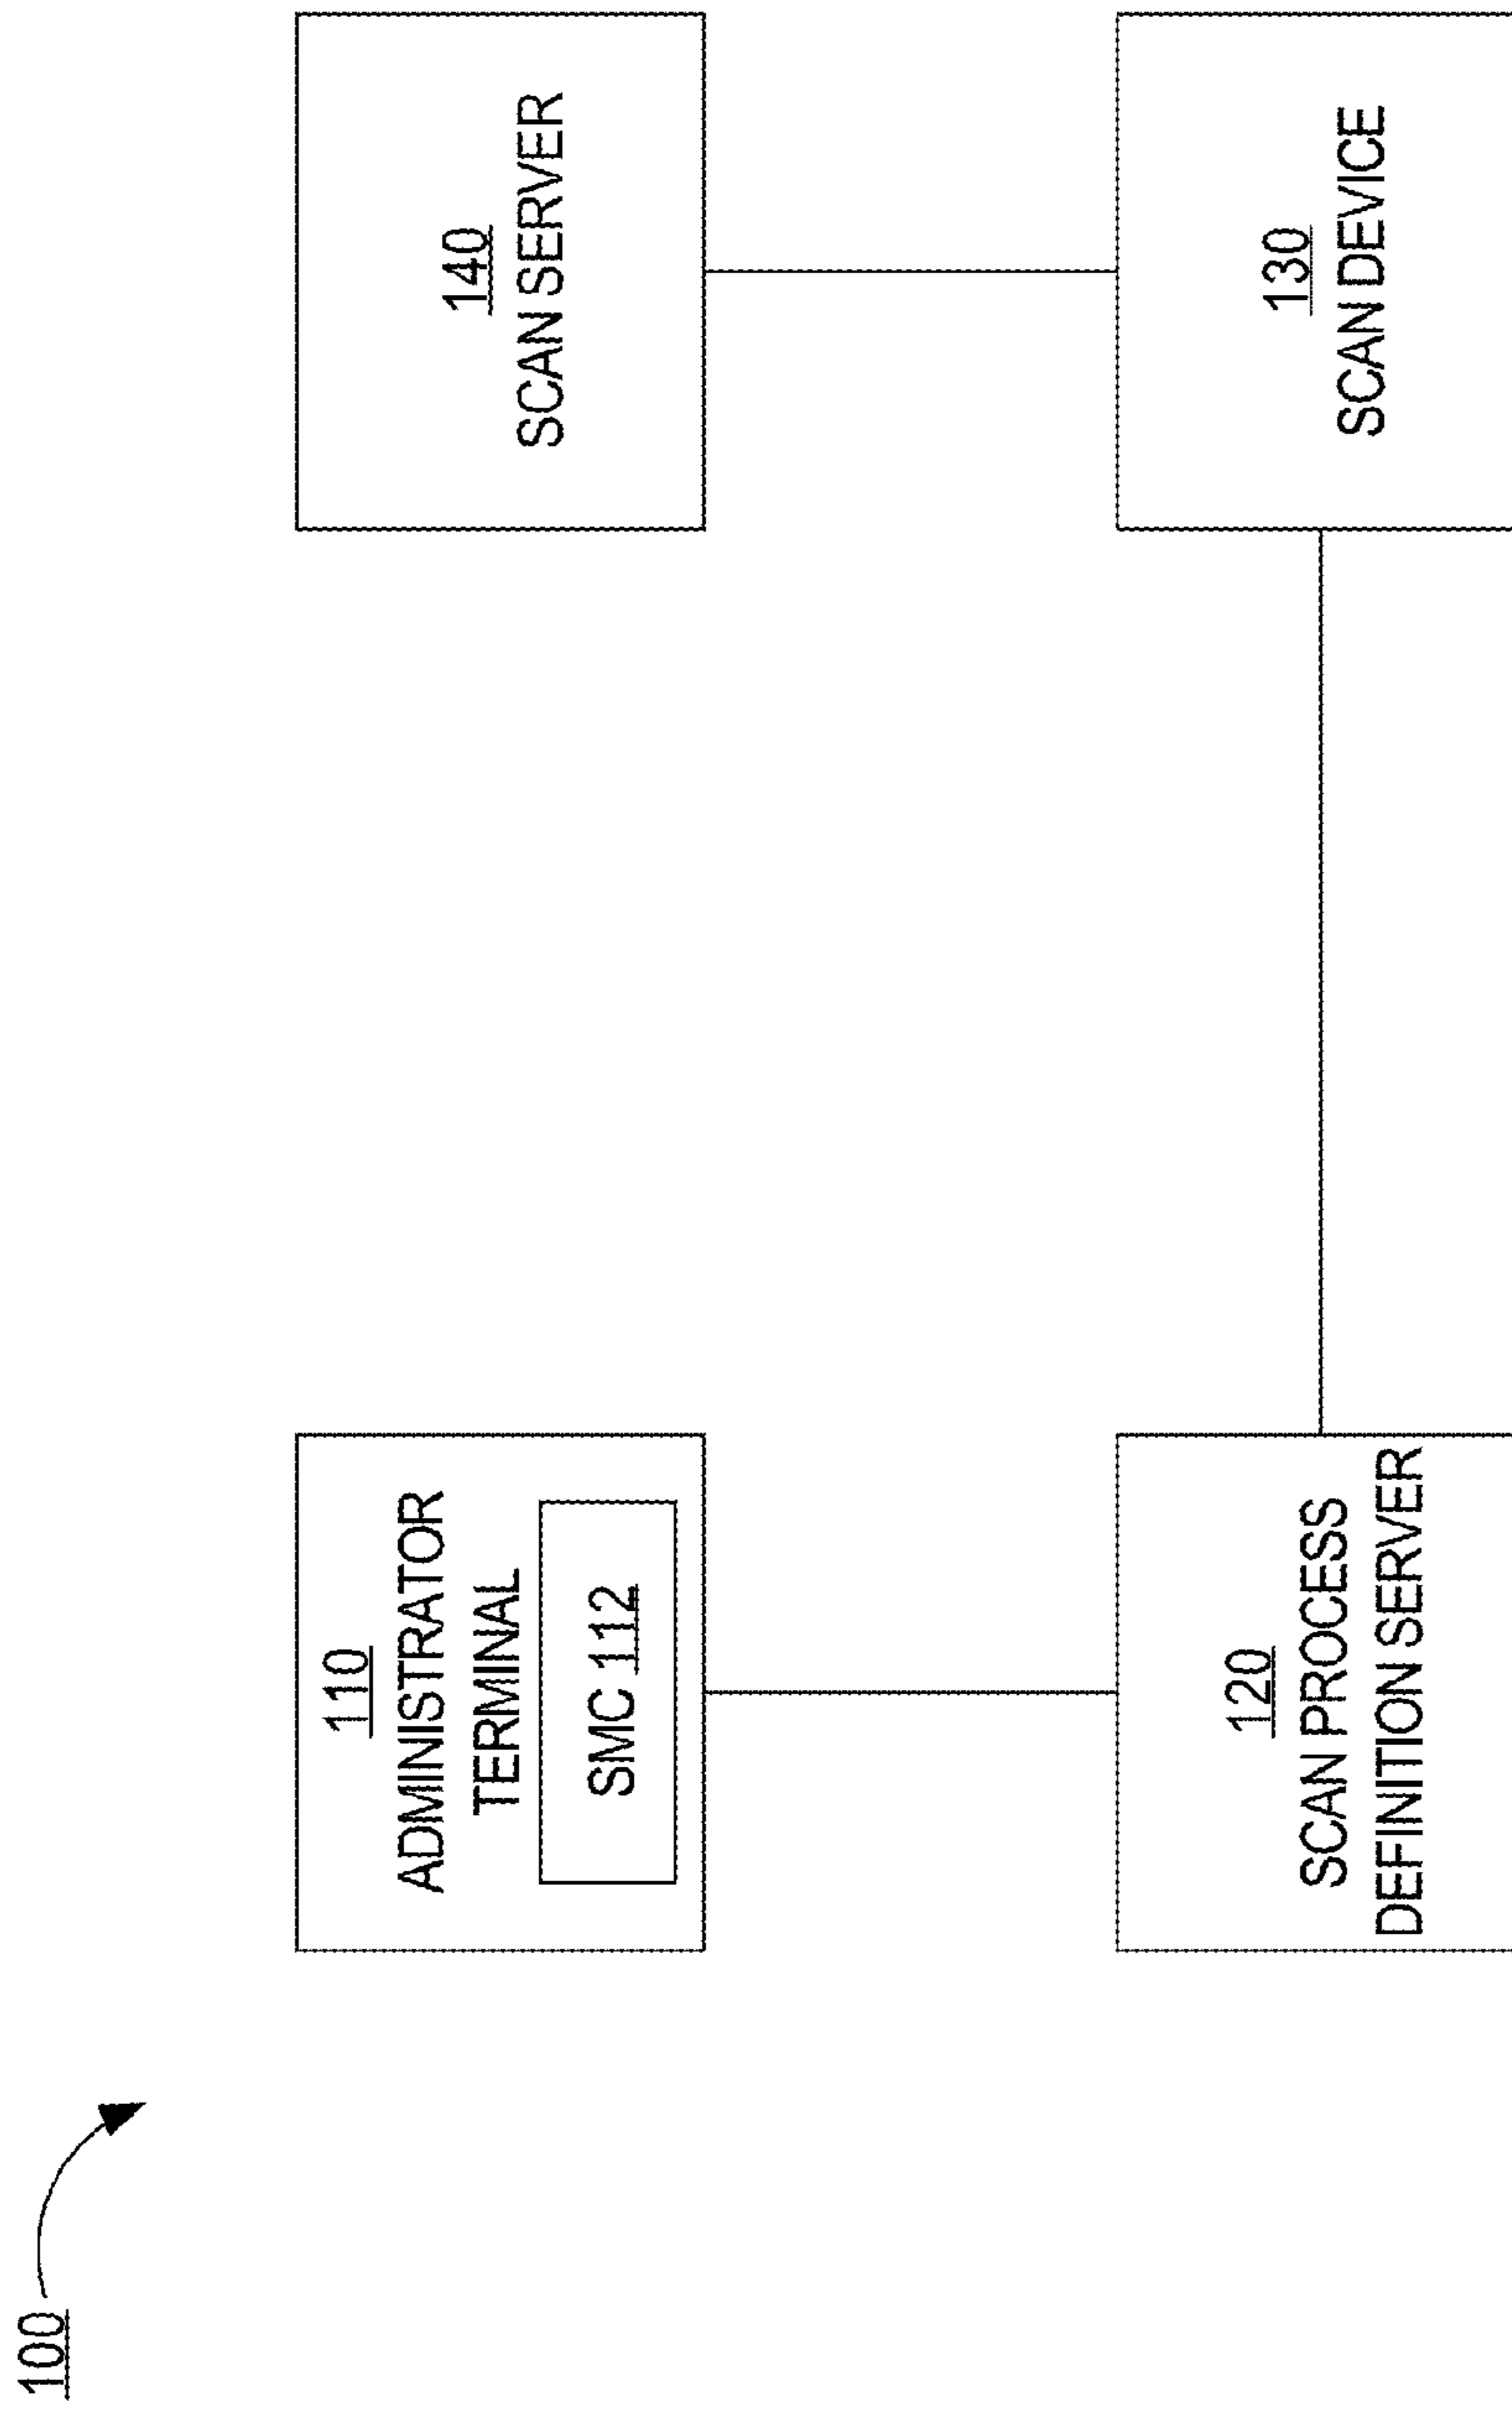 100
110
ADMINISTRATOR
TERMINAL
SMC 112
140
SCAN SERVER
120
SCAN PROCESS
DEFINITION SERVER
130
SCAN DEVICE